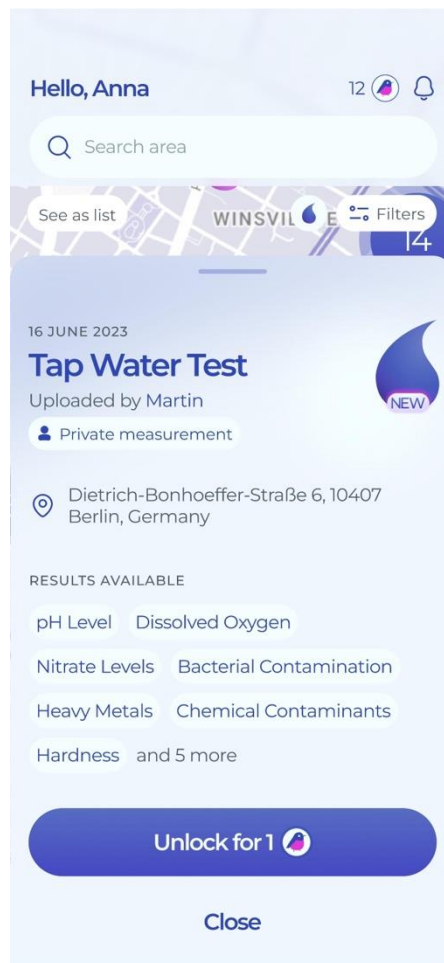 Hello, Anna
12
Search area
See as list
WINSVI
E
Filters
14
16 JUNE 2023
Tap Water Test
Uploaded by Martin
NEW
Private measurement
Dietrich-Bonhoeffer-Straße 6, 10407
Berlin, Germany
RESULTS AVAILABLE
pH Level
Dissolved Oxygen
Nitrate Levels
Bacterial Contamination
Heavy Metals
Chemical Contaminants
Hardness and 5 more
Unlock for 1
Close